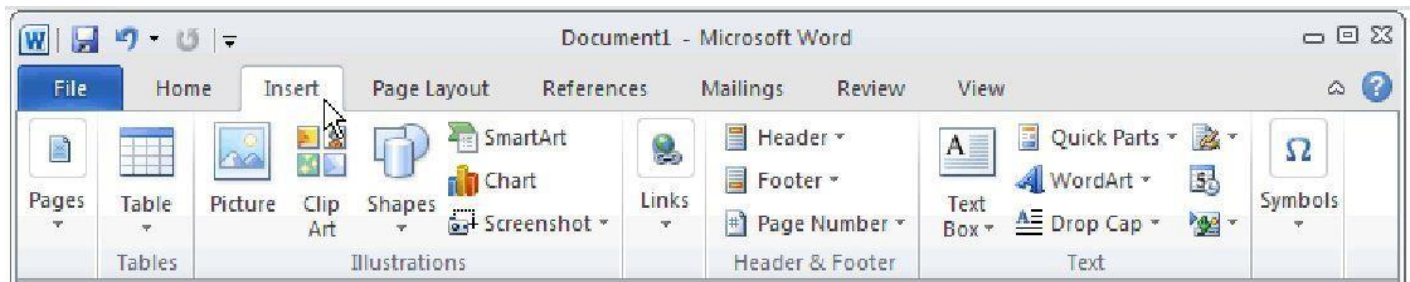 Document1 - Microsoft Word
File Home Insert Page Layout References Mailings Review View
Pages
Table
Tables
Picture
Clip
Art
Shapes
SmartArt
Chart
Screenshot
Illustrations
Links
Header
Footer
Page Number
Header & Footer
Text
Box
Quick Parts
WordArt
Drop Cap
Text
Symbols